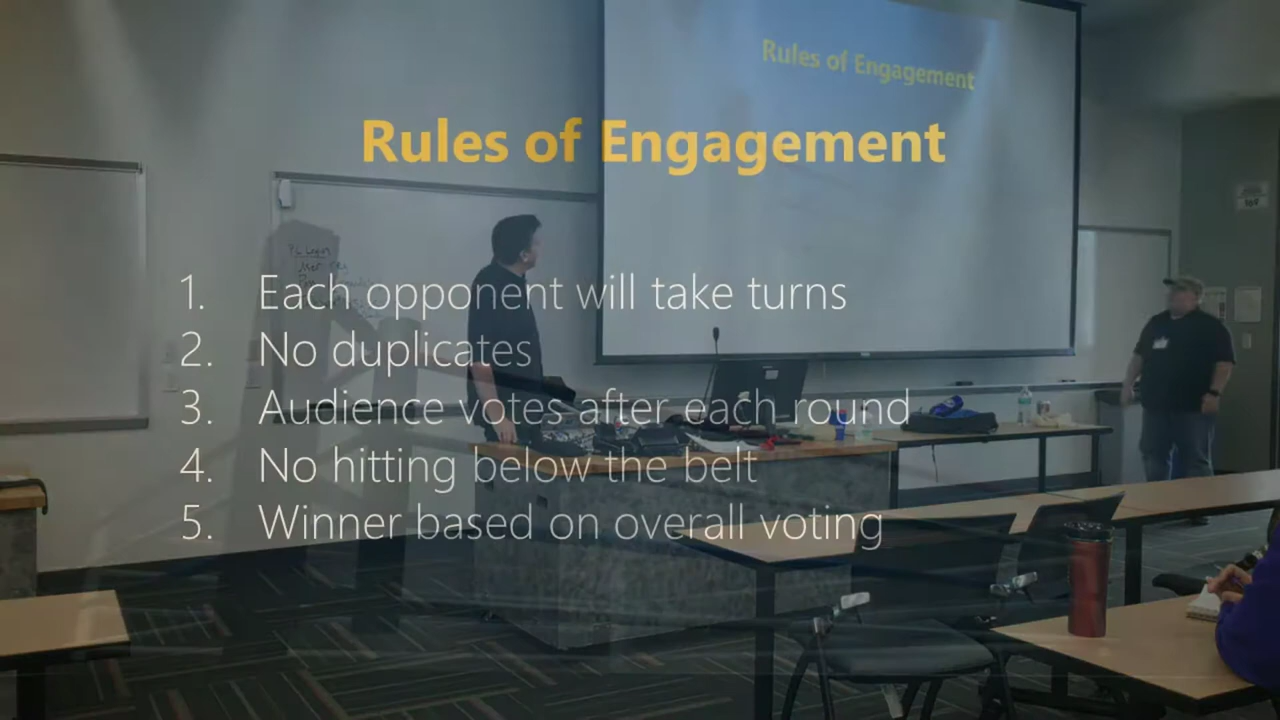 Rules of Engagement
Rules of Engagement
1. Each opponent will take turns
2. No duplicates
3. Audience votes after each round
4. No hitting below the belt
5. Winner based on overall voting
169